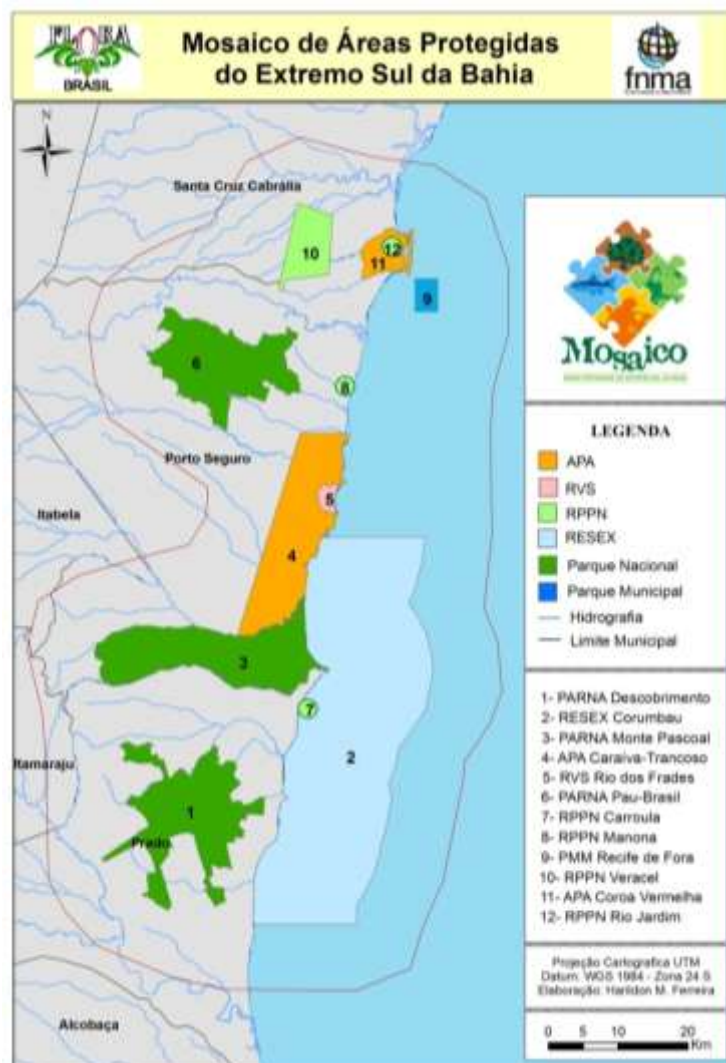 FLORA
BRASIL
Mosaico de Áreas Protegidas
do Extremo Sul da Bahia
fnma
N
Santa Cruz Cabrália
10
12
11
9
6
8
Porto Seguro
5
Itabela
4
3
7
2
Itamaraju
1
Prado
Alcobaça
Mosaico
LEGENDA
APA
RVS
RPPN
RESEX
Parque Nacional
Parque Municipal
Hidrografia
Limite Municipal
1- PARNA Descobrimento
2- RESEX Corumbau
3- PARNA Monte Pascoal
4- APA Caraíva-Trancoso
5- RVS Rio dos Frades
6- PARNA Pau-Brasil
7- RPPN Carroula
8- RPPN Manona
9- PMM Recife de Fora
10- RPPN Veracel
11- APA Coroa Vermelha
12- RPPN Rio Jardim
Projeção Cartografica UTM
Datum: WGS 1984 - Zona 24 S
Elaboração: Harildon M. Ferreira
0 5 10 20
Km